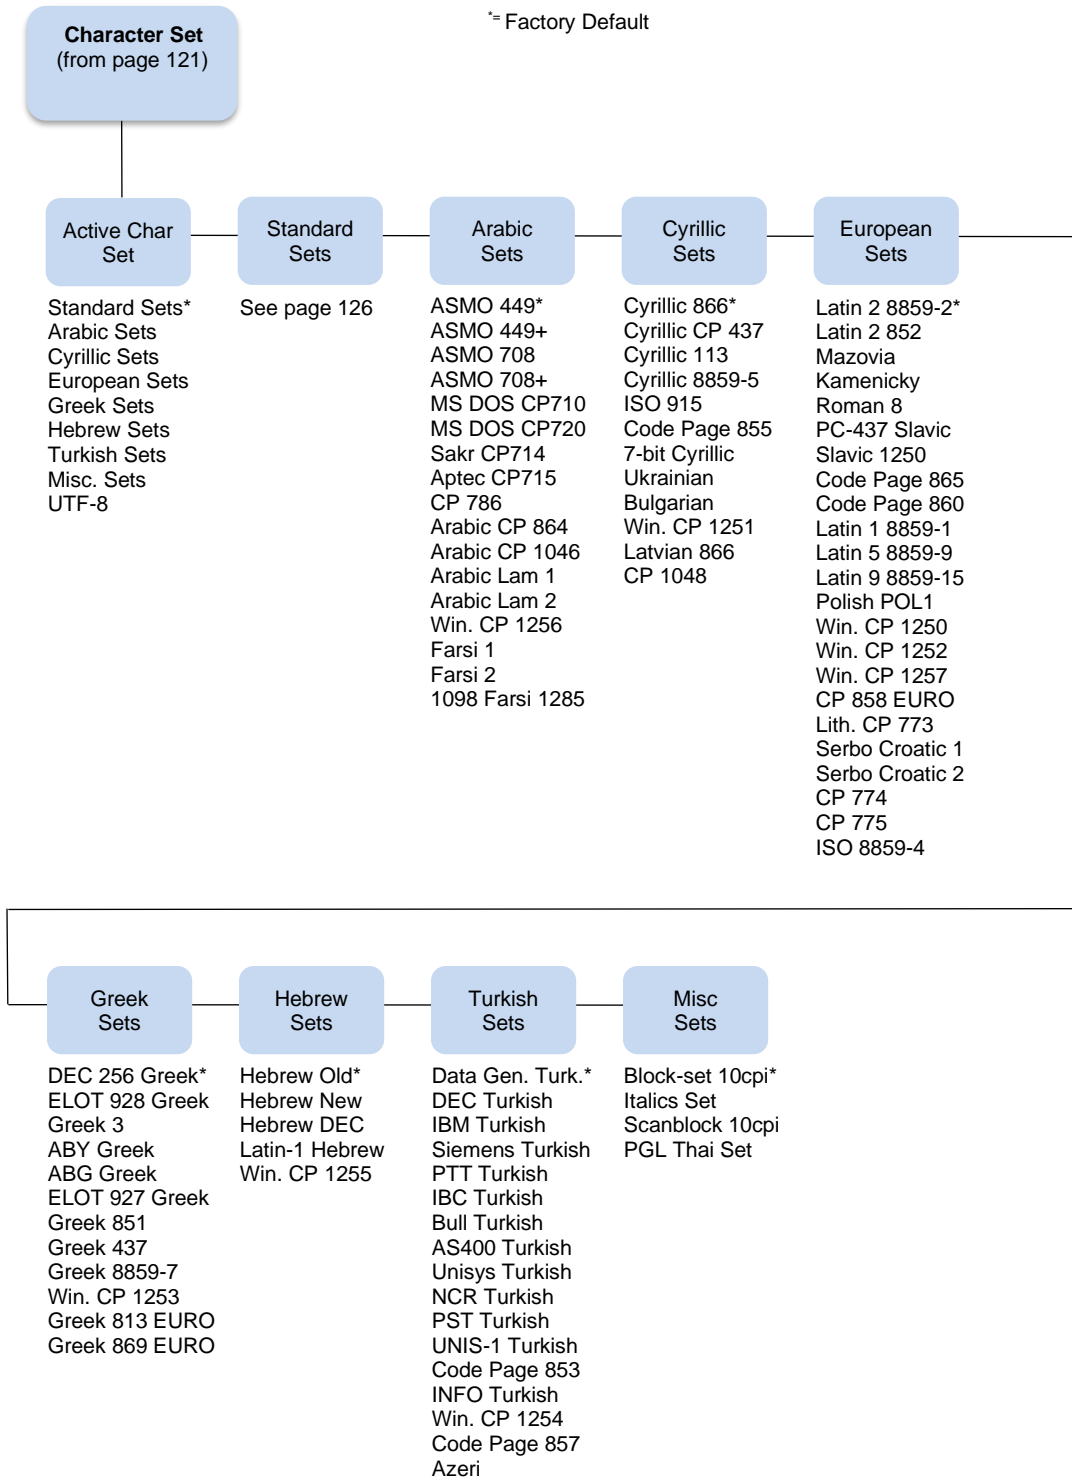 Character Set
(from page 121)
*= Factory Default
Active Char
Set
Standard Sets*
Arabic Sets
Cyrillic Sets
European Sets
Greek Sets
Hebrew Sets
Turkish Sets
Misc. Sets
UTF-8
Standard
Sets
See page 126
Arabic
Sets
ASMO 449*
ASMO 449+
ASMO 708
ASMO 708+
MS DOS CP710
MS DOS CP720
Sakr CP714
Aptec CP715
CP 786
Arabic CP 864
Arabic CP 1046
Arabic Lam 1
Arabic Lam 2
Win. CP 1256
Farsi 1
Farsi 2
1098 Farsi 1285
Cyrillic
Sets
Cyrillic 866*
Cyrillic CP 437
Cyrillic 113
Cyrillic 8859-5
ISO 915
Code Page 855
7-bit Cyrillic
Ukrainian
Bulgarian
Win. CP 1251
Latvian 866
CP 1048
European
Sets
Latin 2 8859-2*
Latin 2 852
Mazovia
Kamenicky
Roman 8
PC-437 Slavic
Slavic 1250
Code Page 865
Code Page 860
Latin 1 8859-1
Latin 5 8859-9
Latin 9 8859-15
Polish POL1
Win. CP 1250
Win. CP 1252
Win. CP 1257
CP 858 EURO
Lith. CP 773
Serbo Croatic 1
Serbo Croatic 2
CP 774
CP 775
ISO 8859-4
Greek
Sets
DEC 256 Greek*
ELOT 928 Greek
Greek 3
ABY Greek
ABG Greek
ELOT 927 Greek
Greek 851
Greek 437
Greek 8859-7
Win. CP 1253
Greek 813 EURO
Greek 869 EURO
Hebrew
Sets
Hebrew Old*
Hebrew New
Hebrew DEC
Latin-1 Hebrew
Win. CP 1255
Turkish
Sets
Data Gen. Turk.*
DEC Turkish
IBM Turkish
Siemens Turkish
PTT Turkish
IBC Turkish
Bull Turkish
AS400 Turkish
Unisys Turkish
NCR Turkish
PST Turkish
UNIS-1 Turkish
Code Page 853
INFO Turkish
Win. CP 1254
Code Page 857
Azeri
Misc
Sets
Block-set 10cpi*
Italics Set
Scanblock 10cpi
PGL Thai Set